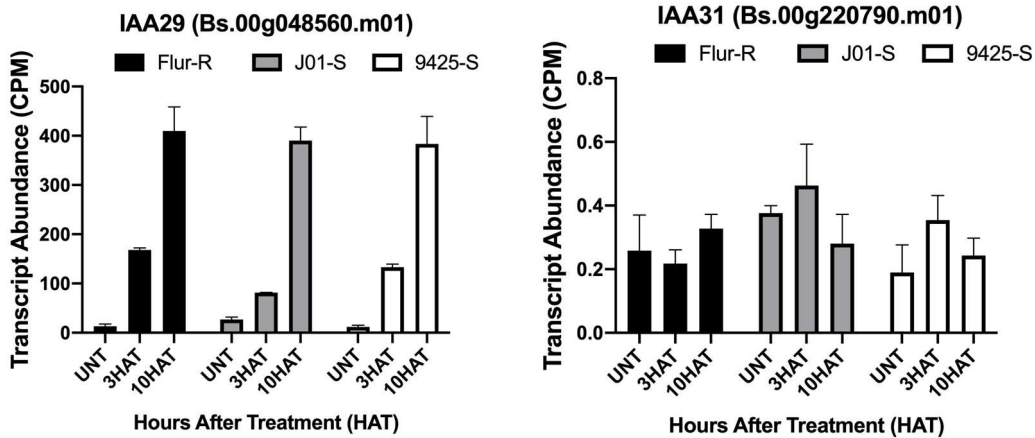 IAA29 (Bs.00g048560.m01)
Flur-R J01-S 9425-S
Transcript Abundance (CPM)
500
400
300
200
100
0
UNT 3HAT 10HAT UNT 3HAT 10HAT UNT 3HAT 10HAT
Hours After Treatment (HAT)
IAA31 (Bs.00g220790.m01)
Flur-R J01-S 9425-S
Transcript Abundance (CPM)
0.8
0.6
0.4
0.2
0.0
UNT 3HAT 10HAT UNT 3HAT 10HAT UNT 3HAT 10HAT
Hours After Treatment (HAT)